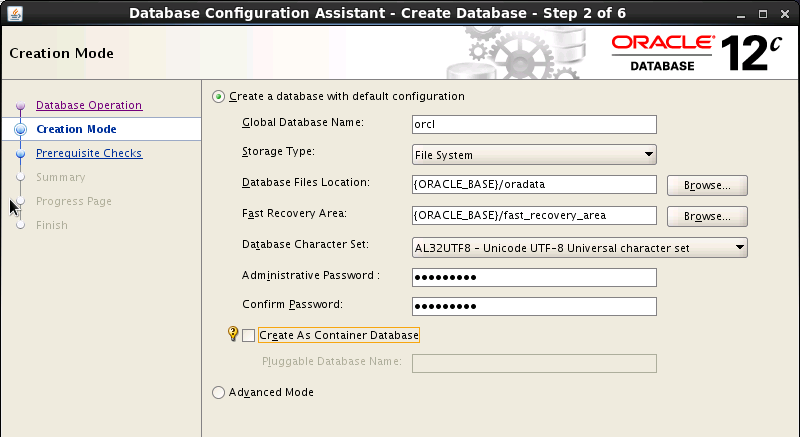 Database Configuration Assistant - Create Database - Step 2 of 6
Creation Mode
ORACLE
DATABASE
12c
Database Operation
Creation Mode
Prerequisite Checks
Summary
Progress Page
Finish
Create a database with default configuration
Global Database Name: orcl
Storage Type: File System
Database Files Location: {ORACLE_BASE}/oradata Browse...
Fast Recovery Area: {ORACLE_BASE}/fast_recovery_area Browse...
Database Character Set: AL32UTF8 - Unicode UTF-8 Universal character set
Administrative Password : •••••••••
Confirm Password: •••••••••
Create As Container Database
Pluggable Database Name:
Advanced Mode